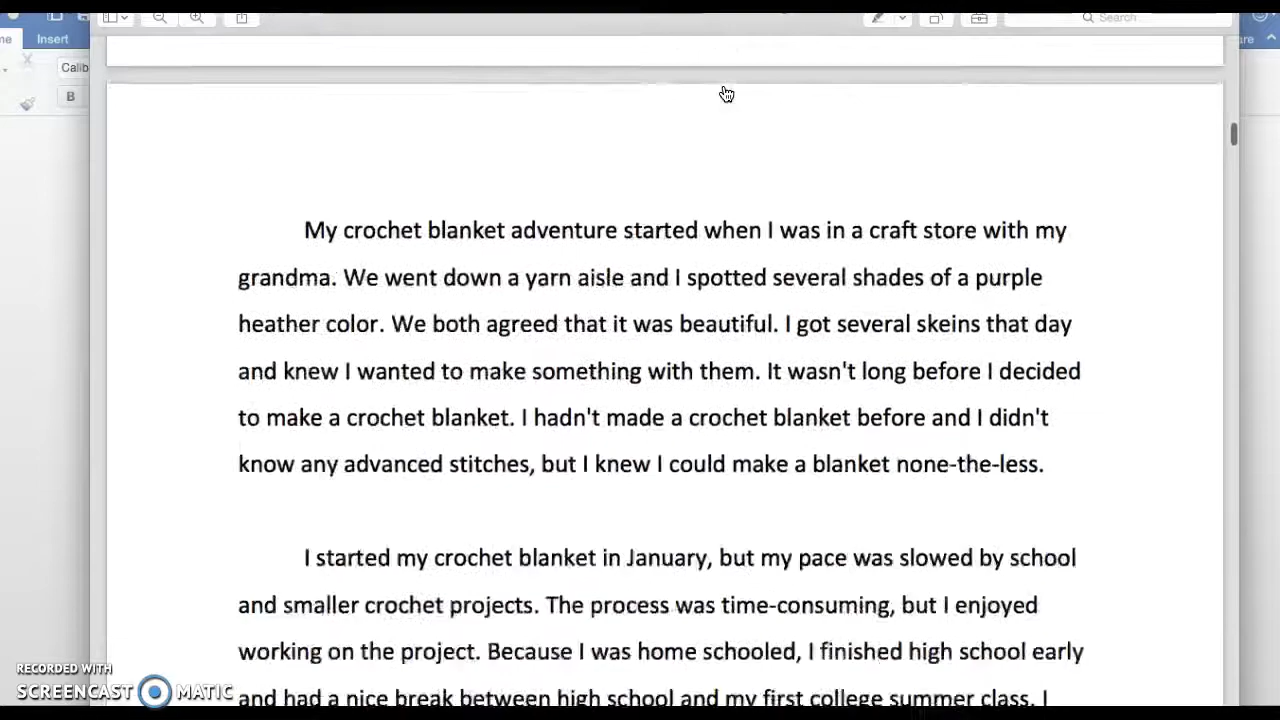 me
Insert
Search
are
Calib
B
My crochet blanket adventure started when I was in a craft store with my
grandma. We went down a yarn aisle and I spotted several shades of a purple
heather color. We both agreed that it was beautiful. I got several skeins that day
and knew I wanted to make something with them. It wasn't long before I decided
to make a crochet blanket. I hadn't made a crochet blanket before and I didn't
know any advanced stitches, but I knew I could make a blanket none-the-less.
I started my crochet blanket in January, but my pace was slowed by school
and smaller crochet projects. The process was time-consuming, but I enjoyed
working on the project. Because I was home schooled, I finished high school early
and had a nice break between high school and my first college summer class. I
RECORDED WITH
SCREENCAST MATIC